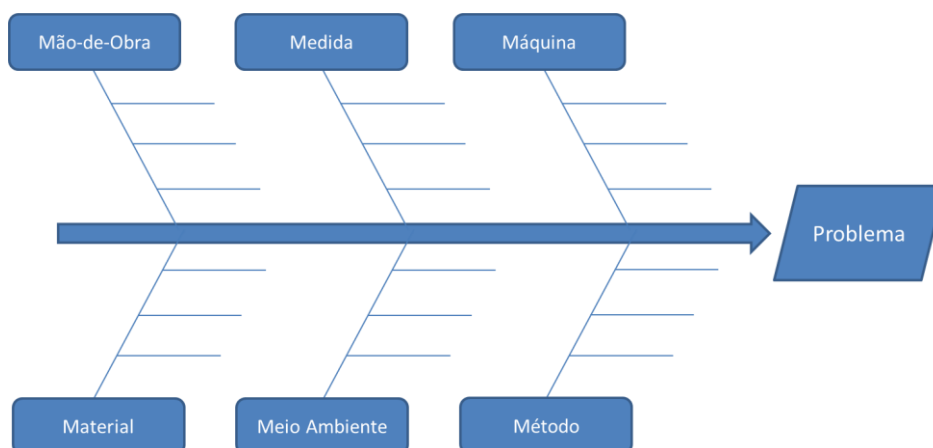 Mão-de-Obra
Medida
Máquina
Problema
Material
Meio Ambiente
Método